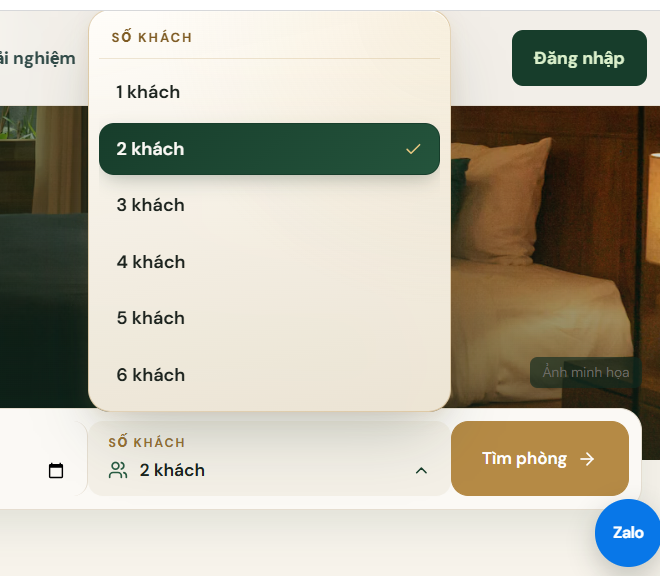 ải nghiệm
Đăng nhập
SỐ KHÁCH
1 khách
2 khách
3 khách
4 khách
5 khách
6 khách
Ảnh minh họa
SỐ KHÁCH
2 khách
Tìm phòng
Zalo